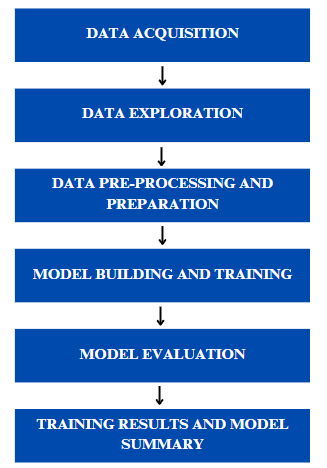 DATA ACQUISITION
DATA EXPLORATION
DATA PRE-PROCESSING AND
PREPARATION
MODEL BUILDING AND TRAINING
MODEL EVALUATION
TRAINING RESULTS AND MODEL
SUMMARY